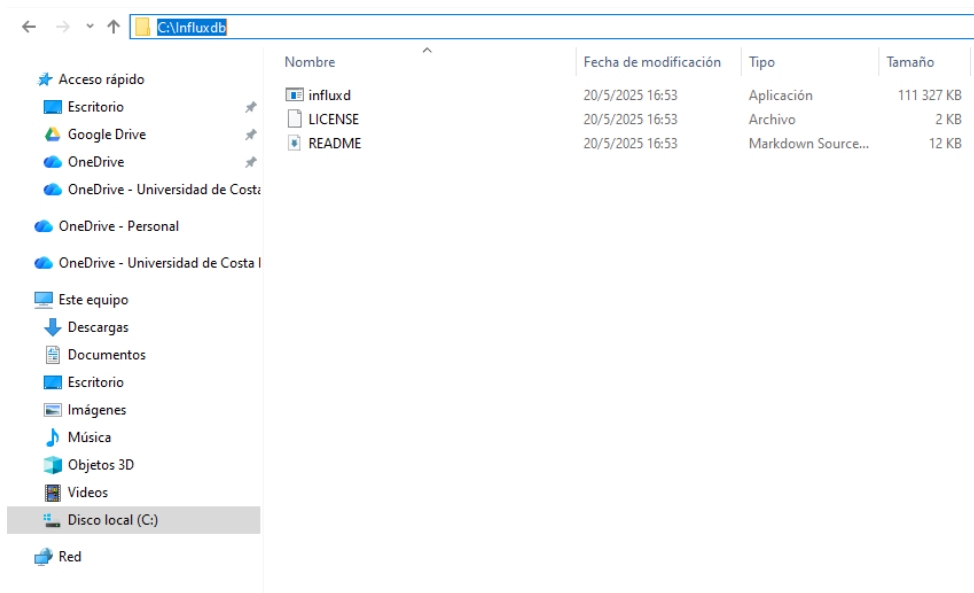 C:\Influxdb
Nombre Fecha de modificación Tipo Tamaño
Acceso rápido
Escritorio
Google Drive
OneDrive
OneDrive - Universidad de Costa
OneDrive - Personal
OneDrive - Universidad de Costa
Este equipo
Descargas
Documentos
Escritorio
Imágenes
Música
Objetos 3D
Videos
Disco local (C:)
Red
influxd 20/5/2025 16:53 Aplicación 111 327 KB
LICENSE 20/5/2025 16:53 Archivo 2 KB
README 20/5/2025 16:53 Markdown Source... 12 KB